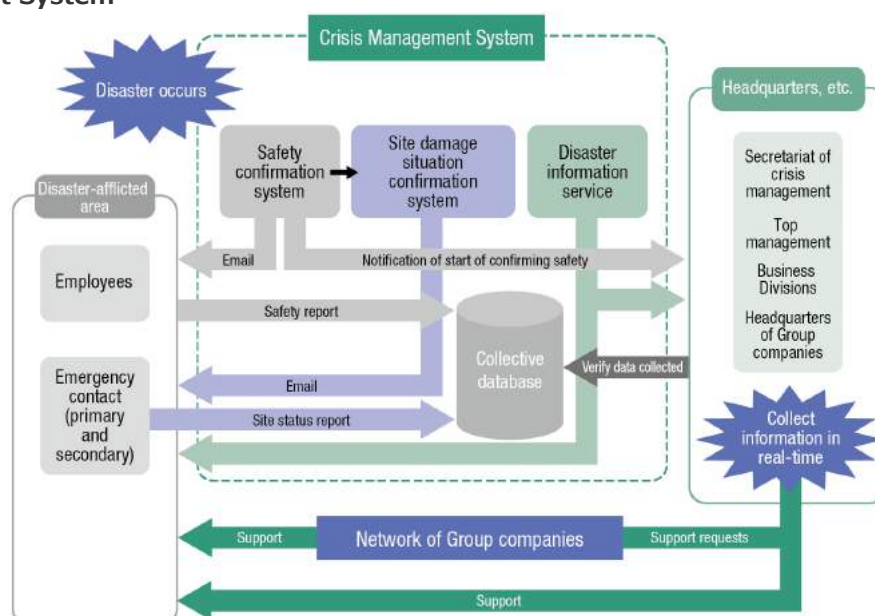 t System
Crisis Management System
Disaster occurs
Headquarters, etc.
Safety
confirmation
system
Site damage
situation
confirmation
system
Disaster
information
service
Secretariat of
crisis
management
Top
management
Business
Divisions
Headquarters
of Group
companies
Disaster-afflicted
area
Email
Notification of start of confirming safety
Employees
Safety report
Collective
database
Verify data collected
Emergency
contact
(primary
and
secondary)
Email
Site status report
Collect
information in
real-time
Support
Network of Group companies
Support requests
Support